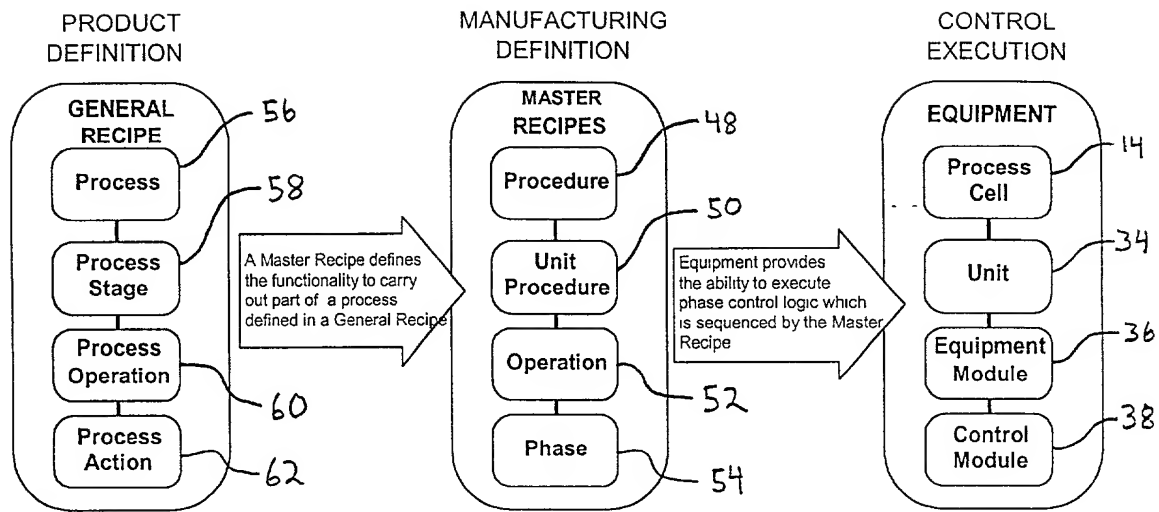 PRODUCT
DEFINITION
GENERAL
RECIPE
56
Process
58
Process
Stage
Process
Operation
60
Process
Action
62
A Master Recipe defines
the functionality to carry
out part of a process
defined in a General Recipe
MANUFACTURING
DEFINITION
MASTER
RECIPES
48
Procedure
50
Unit
Procedure
Operation
52
Phase
54
Equipment provides
the ability to execute
phase control logic which
is sequenced by the Master
Recipe
CONTROL
EXECUTION
EQUIPMENT
14
Process
Cell
34
Unit
36
Equipment
Module
38
Control
Module